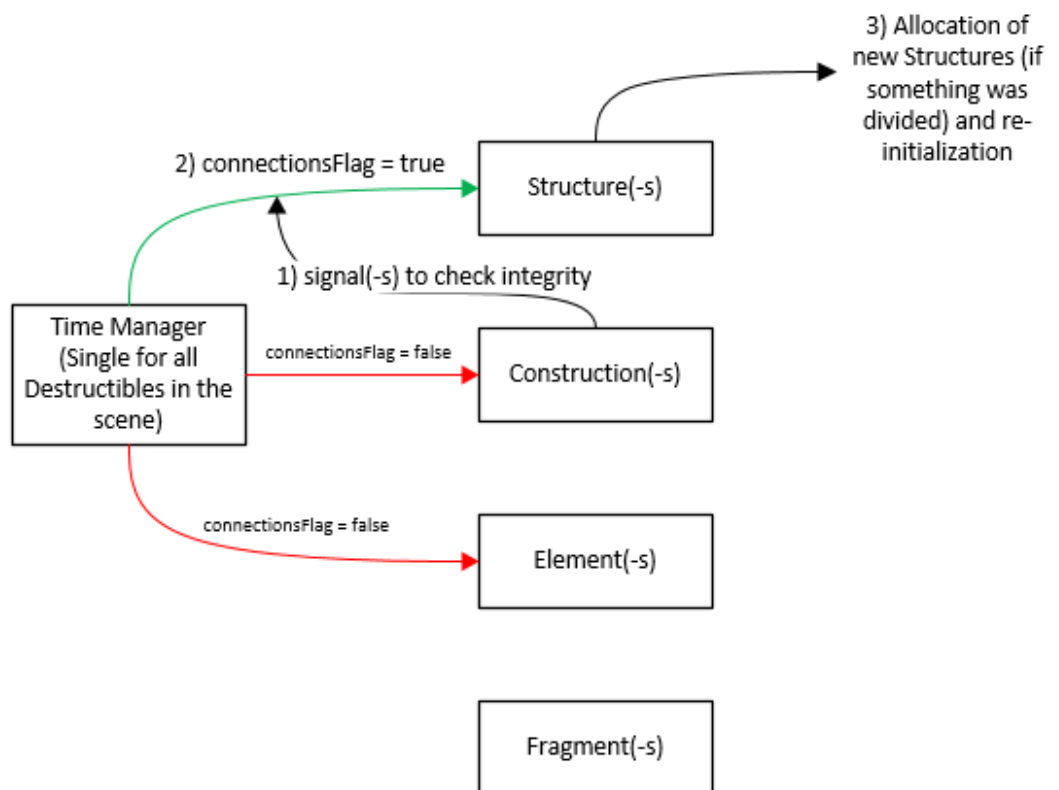 3) Allocation of
new Structures (if
something was
divided) and re-
initialization
2) connectionsFlag = true
Structure(-s)
1) signal(-s) to check integrity
Time Manager
(Single for all
Destructibles in the
scene)
connectionsFlag = false
Construction(-s)
connectionsFlag = false
Element(-s)
Fragment(-s)